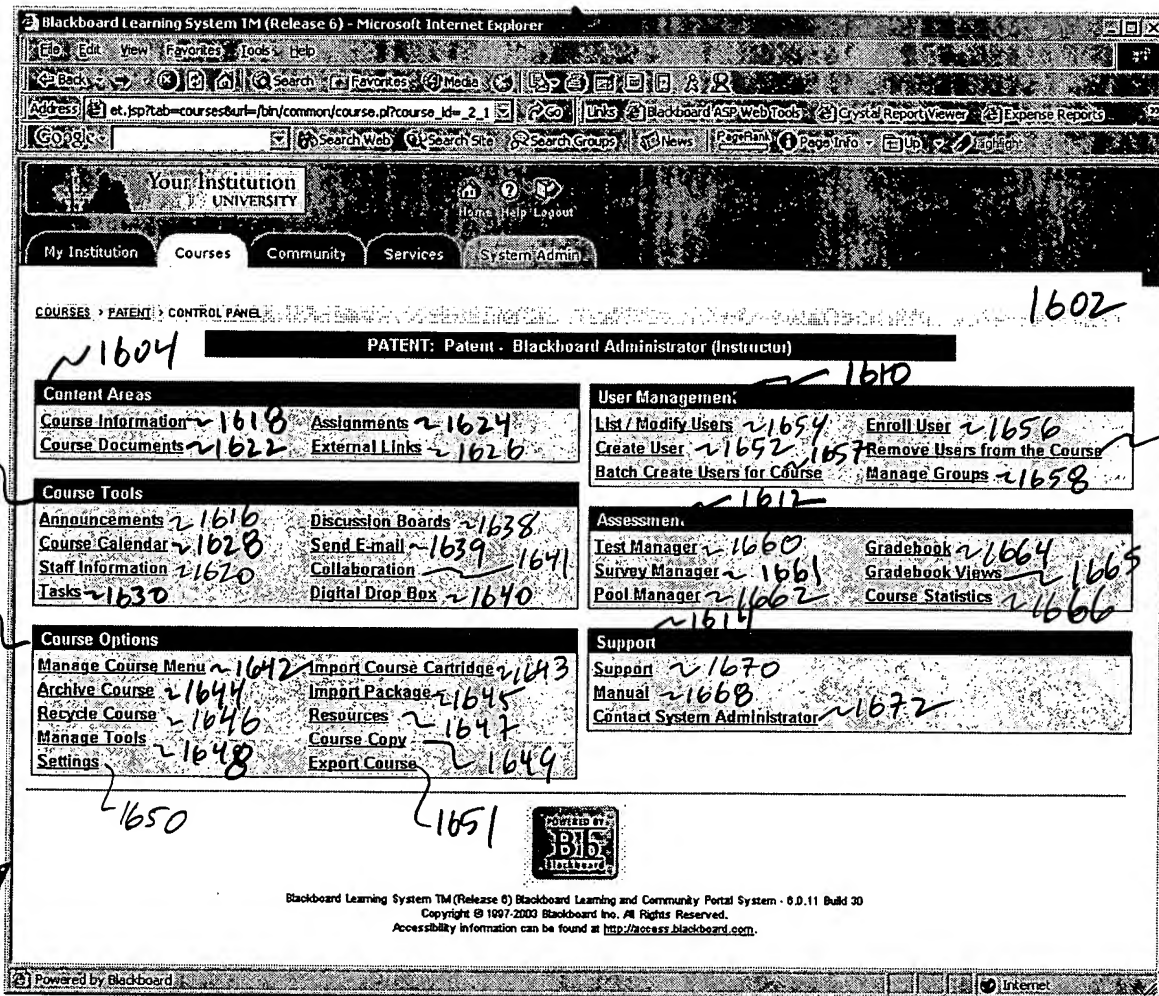 Blackboard Learning System TM (Release 6) - Microsoft Internet Explorer
File Edit View Favorites Tools Help
Back Search Favorites Media
Address et.jsp?tab=courses&url=/bin/common/course.pl?course_id=_2_1 Go Links Blackboard ASP Web Tools Crystal Report Viewer Expense Reports
Google Search Web Search Site Search Groups News PageRank Page Info Up Highlight
Your Institution
UNIVERSITY
Home Help Logout
My Institution Courses Community Services System Admin
COURSES > PATENT > CONTROL PANEL
1602
~1604
PATENT: Patent - Blackboard Administrator (Instructor)
Content Areas
Course Information ~1618 Assignments ~1624
Course Documents ~1622 External Links ~1626
1610
User Management
List / Modify Users ~1654 Enroll User ~1656
Create User ~1652 Remove Users from the Course
Batch Create Users for Course 1657 Manage Groups ~1658
Course Tools
Announcements ~1616 Discussion Boards ~1638
Course Calendar ~1628 Send E-mail ~1639
Staff Information ~1620 Collaboration 1641
Tasks ~1630 Digital Drop Box ~1640
1612
Assessment
Test Manager ~1660 Gradebook ~1664
Survey Manager ~1661 Gradebook Views ~1665
Pool Manager ~1662 Course Statistics ~1666
Course Options
Manage Course Menu ~1642 Import Course Cartridge ~1643
Archive Course ~1644 Import Package ~1645
Recycle Course ~1646 Resources ~1647
Manage Tools ~1648 Course Copy 1649
Settings 1650 Export Course 1651
~1614
Support
Support ~1670
Manual ~1668
Contact System Administrator ~1672
POWERED BY
Bb
Blackboard
Blackboard Learning System TM (Release 6) Blackboard Learning and Community Portal System - 6.0.11 Build 30
Copyright © 1997-2003 Blackboard Inc. All Rights Reserved.
Accessibility information can be found at http://access.blackboard.com.
Powered by Blackboard Internet